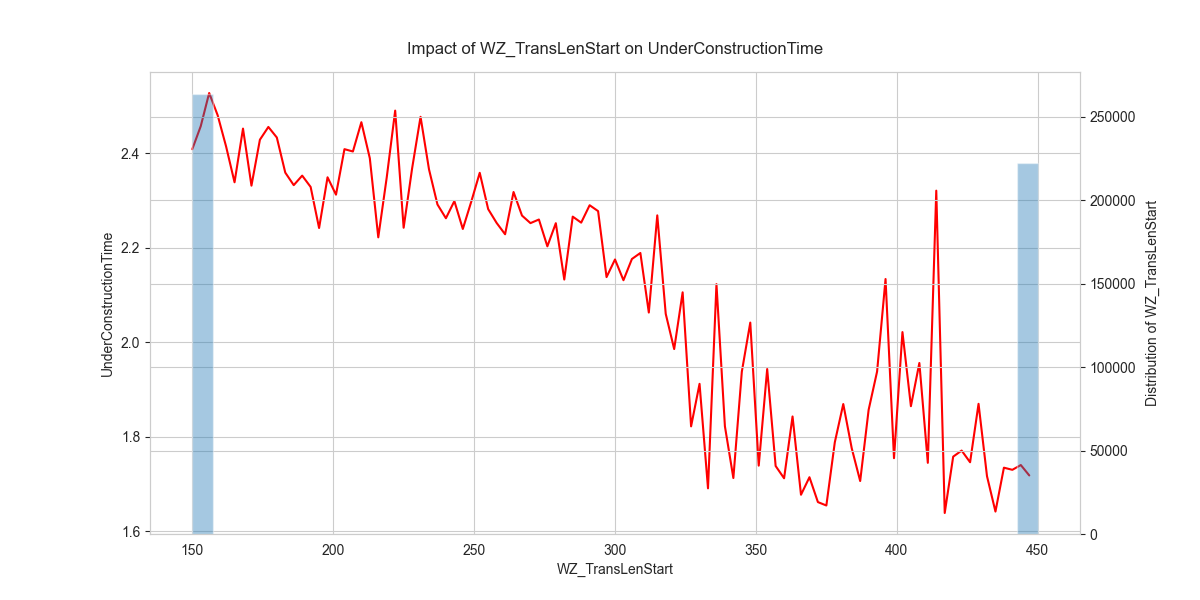 Impact of WZ_TransLenStart on UnderConstructionTime
UnderConstructionTime
2.4
2.2
2.0
1.8
1.6
250000
200000
150000
100000
50000
0
Distribution of WZ_TransLenStart
150 200 250 300 350 400 450
WZ_TransLenStart